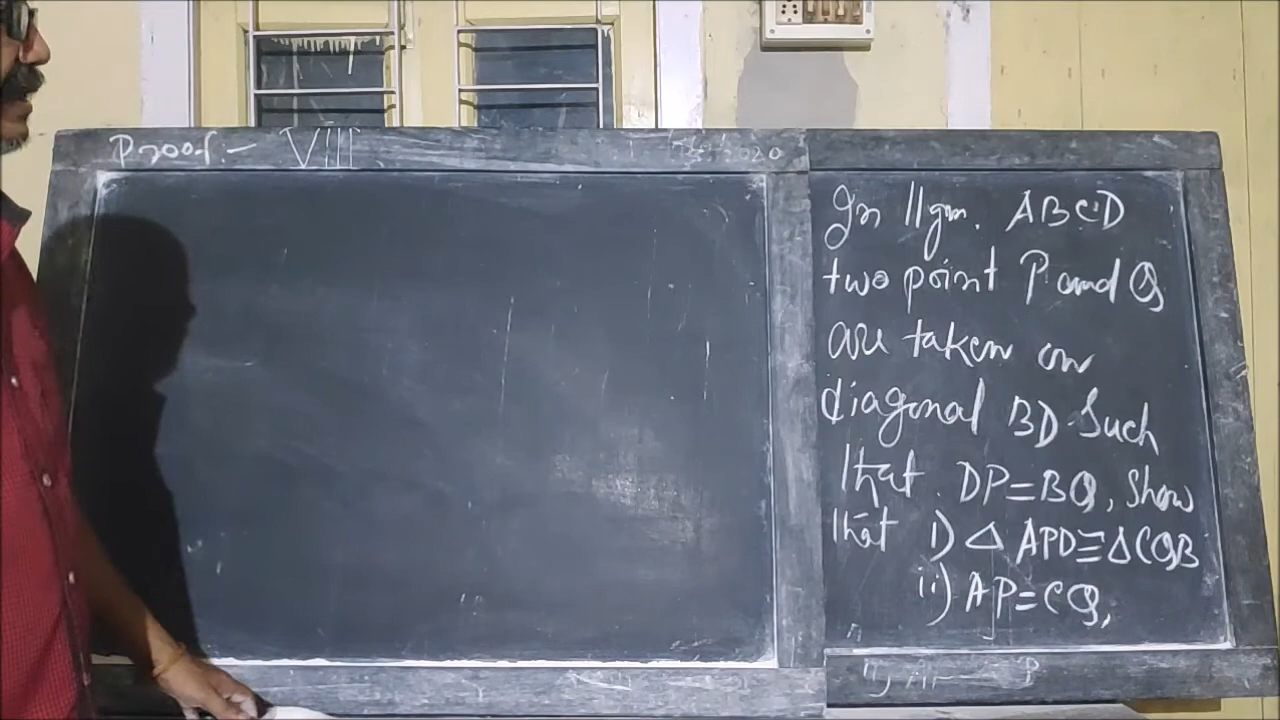 Proof:- VIII
In ||gm. ABCD
two point P and Q
are taken on
diagonal BD Such
that DP=BQ, Show
that i) △ APD≡△CQB
ii) AP=CQ,